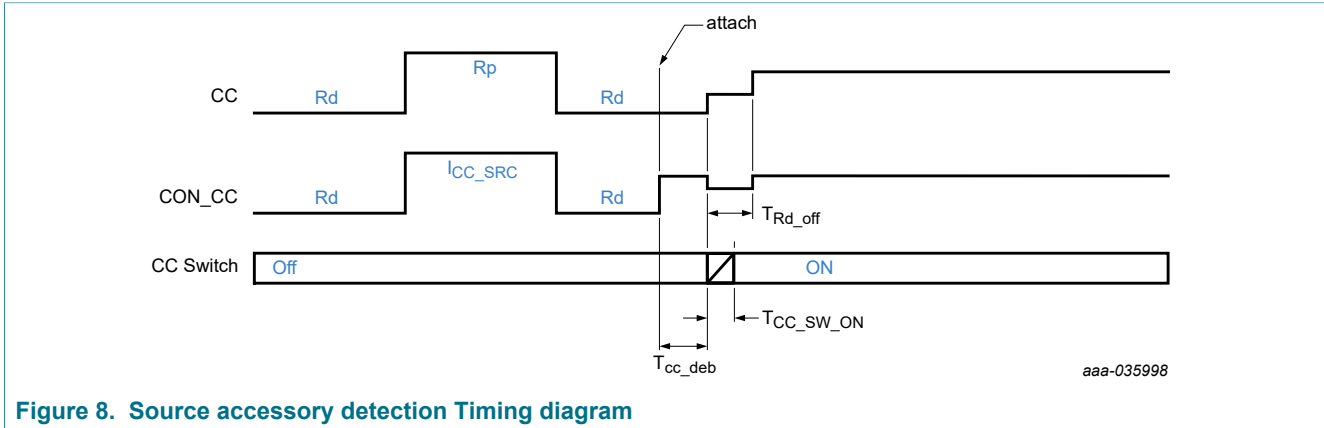 attach
CC
Rd
Rp
Rd
CON_CC
Rd
ICC_SRC
Rd
TRd_off
CC Switch
Off
ON
TCC_SW_ON
Tcc_deb
aaa-035998
Figure 8. Source accessory detection Timing diagram